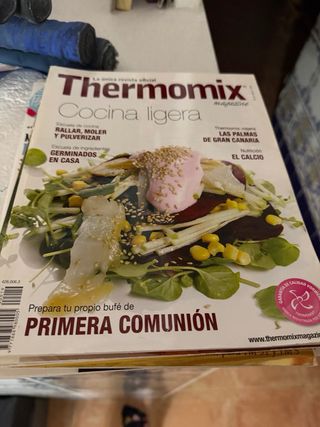 La única revista oficial
Thermomix
magazine
Cocina ligera
Escuela de cocina
RALLAR, MOLER
Y PULVERIZAR
Escuela de ingredientes
GERMINADOS
EN CASA
Thermomix viajera
LAS PALMAS
DE GRAN CANARIA
Nutrición
EL CALCIO
Prepara tu propio bufé de
PRIMERA COMUNIÓN
www.thermomixmagazine